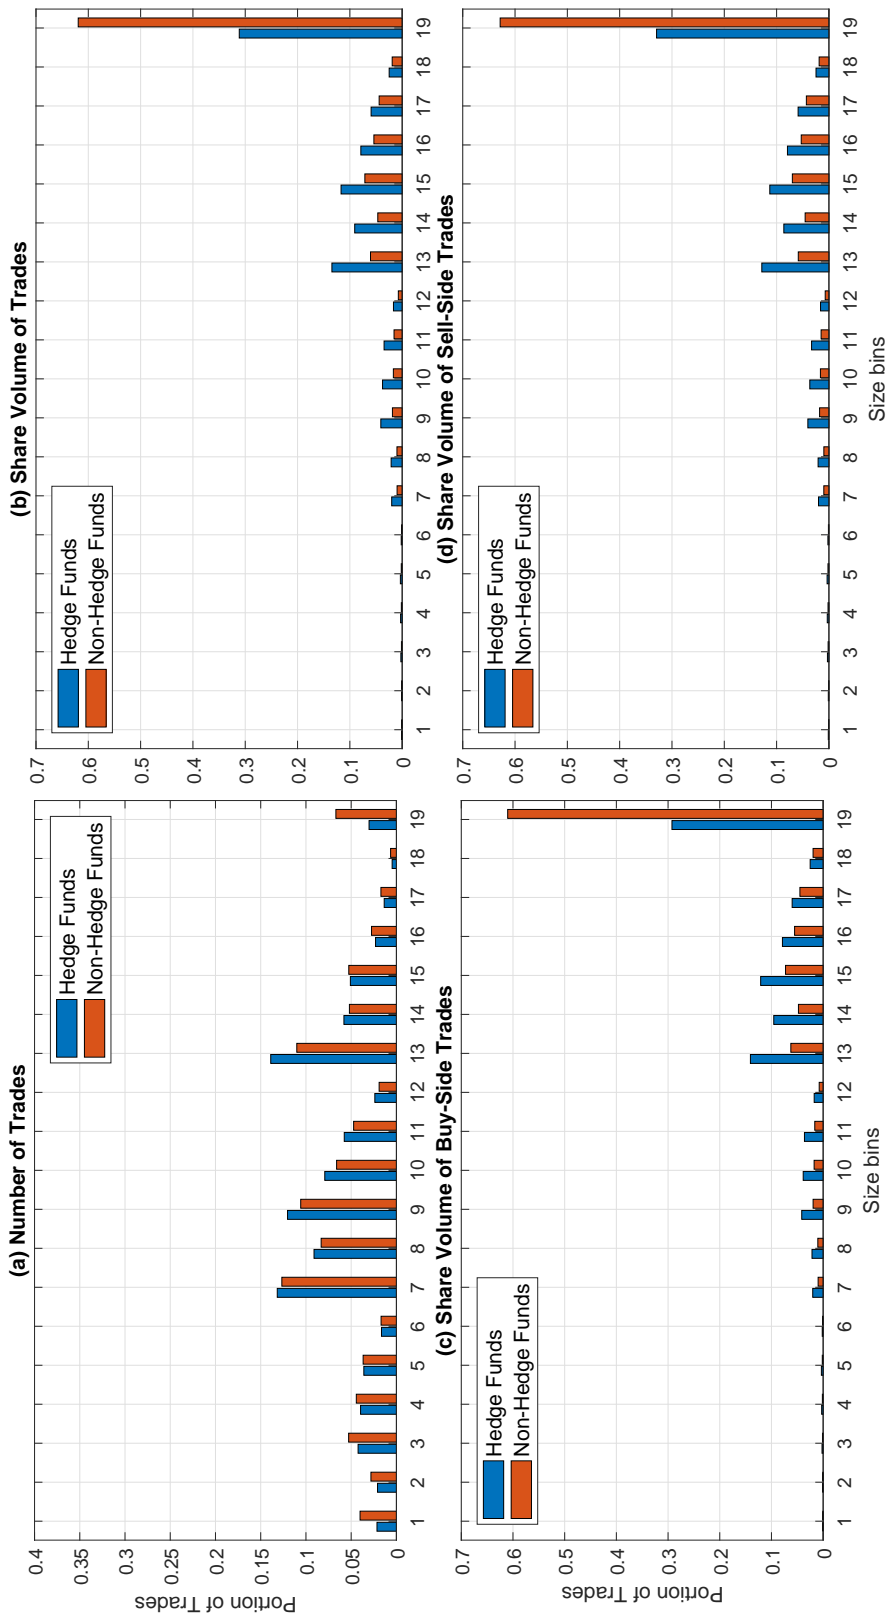 (a) Number of Trades
0.4
0.35
0.3
0.25
0.2
0.15
0.1
0.05
0
Portion of Trades
Hedge Funds
Non-Hedge Funds
1 2 3 4 5 6 7 8 9 10 11 12 13 14 15 16 17 18 19
(b) Share Volume of Trades
0.7
0.6
0.5
0.4
0.3
0.2
0.1
0
Hedge Funds
Non-Hedge Funds
1 2 3 4 5 6 7 8 9 10 11 12 13 14 15 16 17 18 19
(c) Share Volume of Buy-Side Trades
0.7
0.6
0.5
0.4
0.3
0.2
0.1
0
Portion of Trades
Hedge Funds
Non-Hedge Funds
1 2 3 4 5 6 7 8 9 10 11 12 13 14 15 16 17 18 19
Size bins
(d) Share Volume of Sell-Side Trades
0.7
0.6
0.5
0.4
0.3
0.2
0.1
0
Hedge Funds
Non-Hedge Funds
1 2 3 4 5 6 7 8 9 10 11 12 13 14 15 16 17 18 19
Size bins